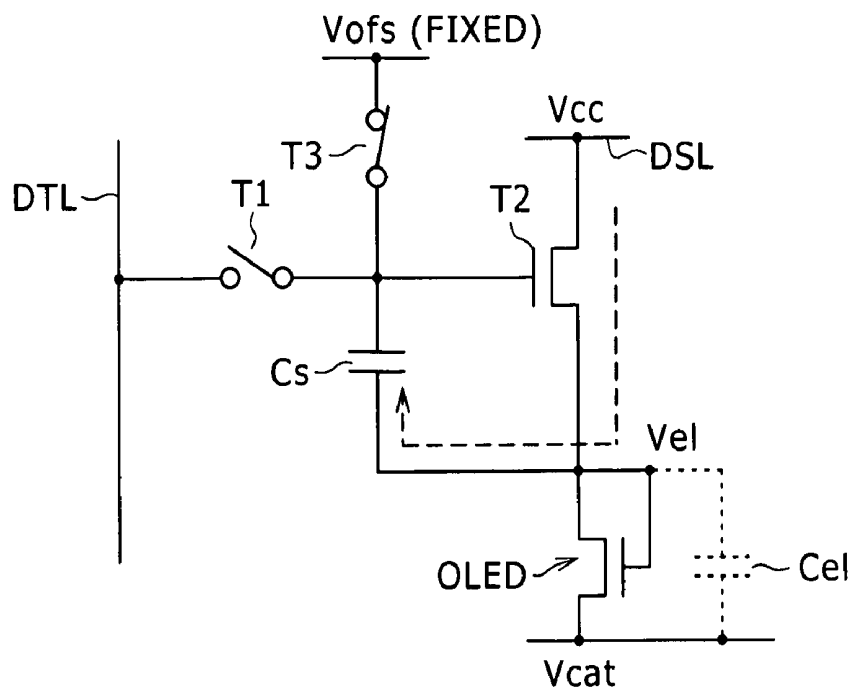 Vofs (FIXED)
Vcc
T3
DSL
DTL
T1
T2
Cs
Vel
OLED
Cel
Vcat